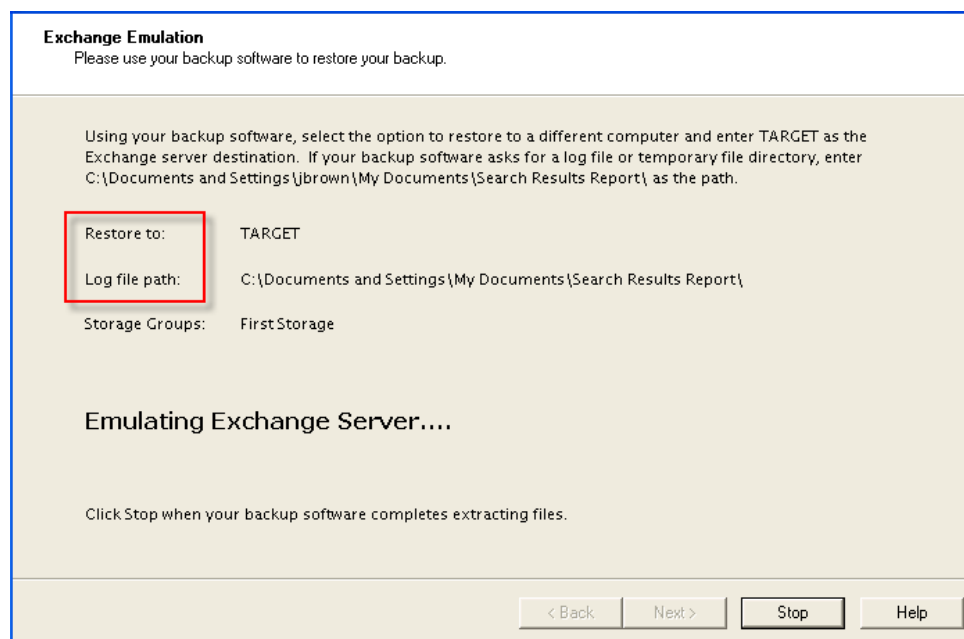 Exchange Emulation
Please use your backup software to restore your backup.
Using your backup software, select the option to restore to a different computer and enter TARGET as the
Exchange server destination. If your backup software asks for a log file or temporary file directory, enter
C:\Documents and Settings\jbrown\My Documents\Search Results Report\ as the path.
Restore to: TARGET
Log file path: C:\Documents and Settings\My Documents\Search Results Report\
Storage Groups: First Storage
Emulating Exchange Server....
Click Stop when your backup software completes extracting files.
< Back Next > Stop Help